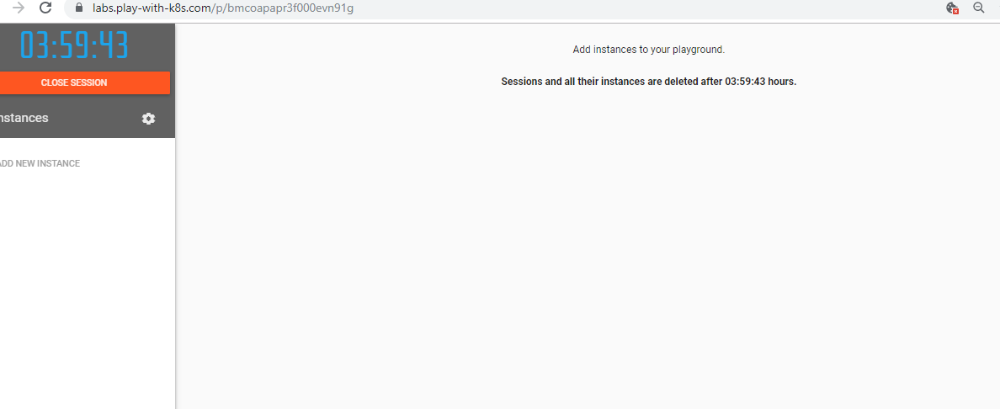 labs.play-with-k8s.com/p/bmcoapapr3f000evn91g
03:59:43
CLOSE SESSION
nstances
ADD NEW INSTANCE
Add instances to your playground.
Sessions and all their instances are deleted after 03:59:43 hours.